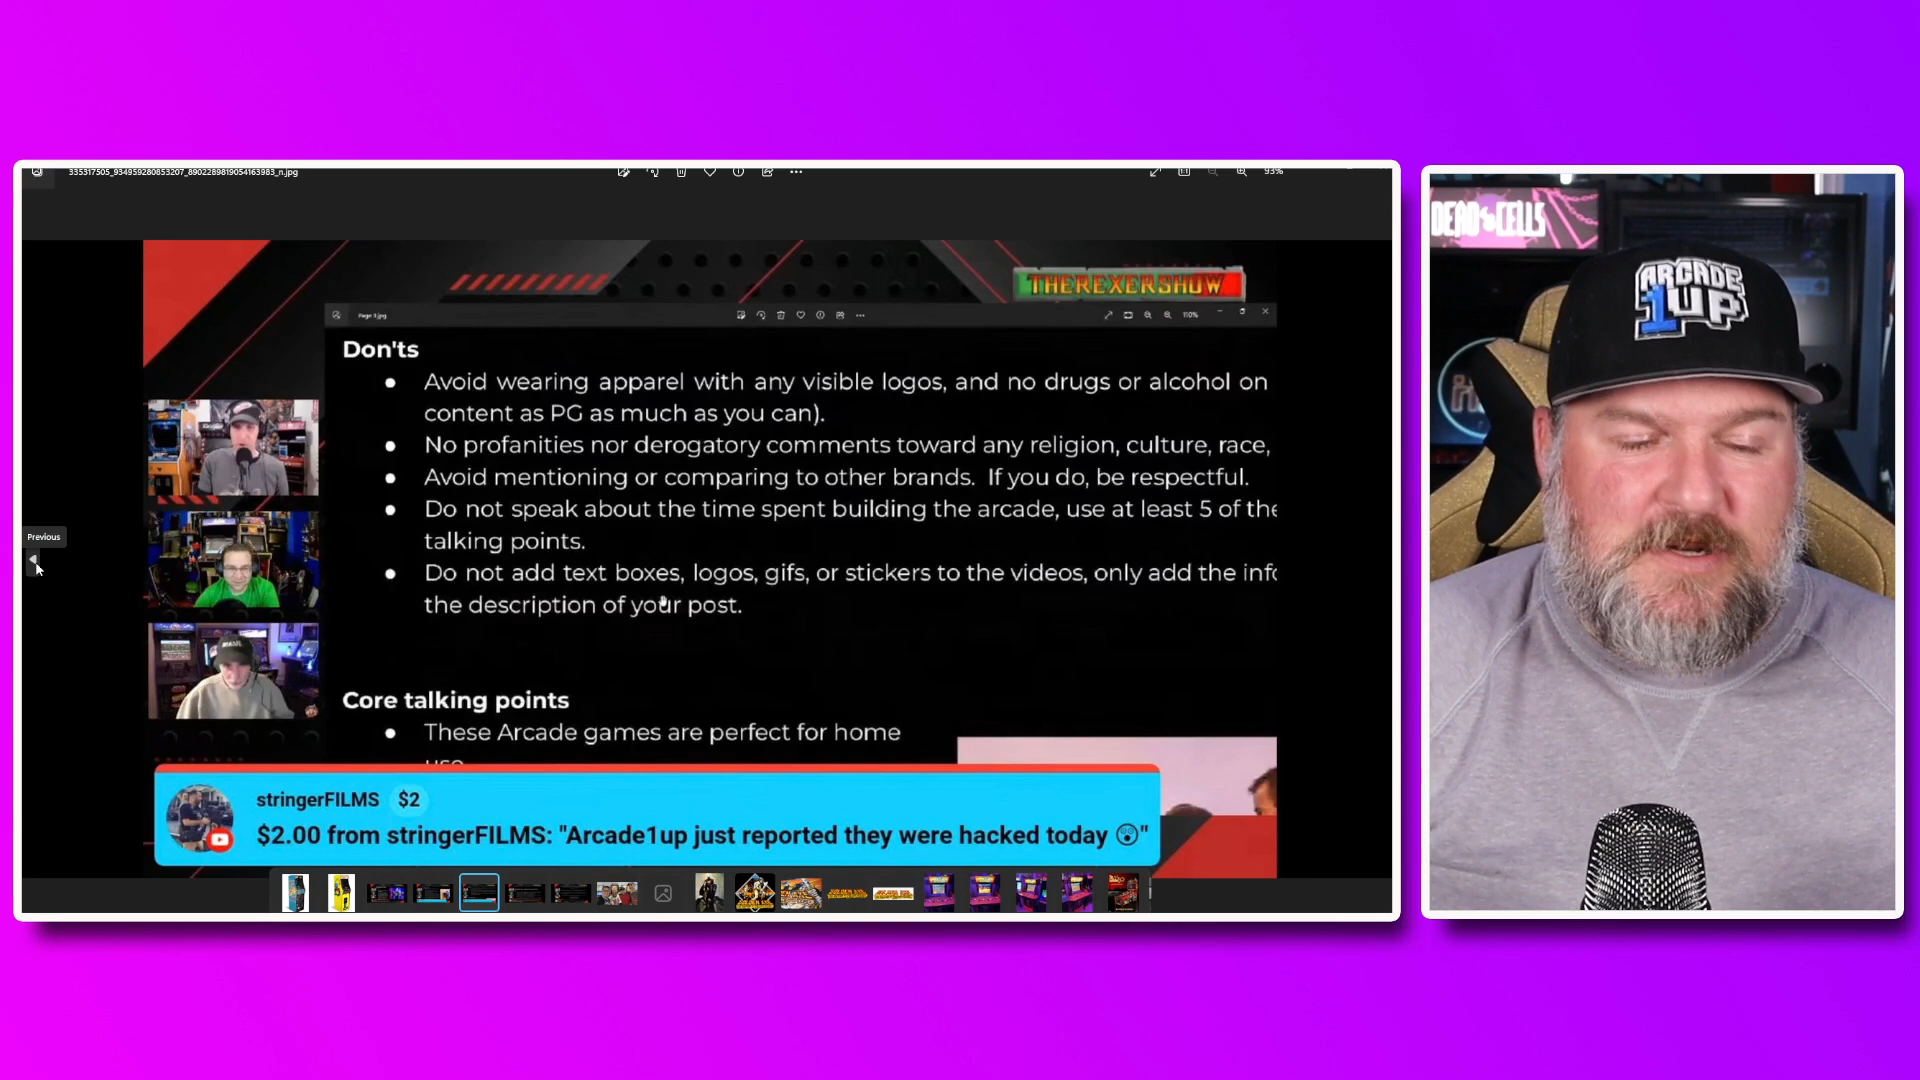 335317505_934959280853207_8902289819054163983_n.jpg
93%
DEAD CELLS
ARCADE
1UP
THEREXERSHOW
110%
Don'ts
Avoid wearing apparel with any visible logos, and no drugs or alcohol on
content as PG as much as you can).
No profanities nor derogatory comments toward any religion, culture, race,
Avoid mentioning or comparing to other brands. If you do, be respectful.
Do not speak about the time spent building the arcade, use at least 5 of the
talking points.
Do not add text boxes, logos, gifs, or stickers to the videos, only add the info
the description of your post.
Previous
Core talking points
These Arcade games are perfect for home
use
stringerFILMS $2
$2.00 from stringerFILMS: "Arcade1up just reported they were hacked today 😲"